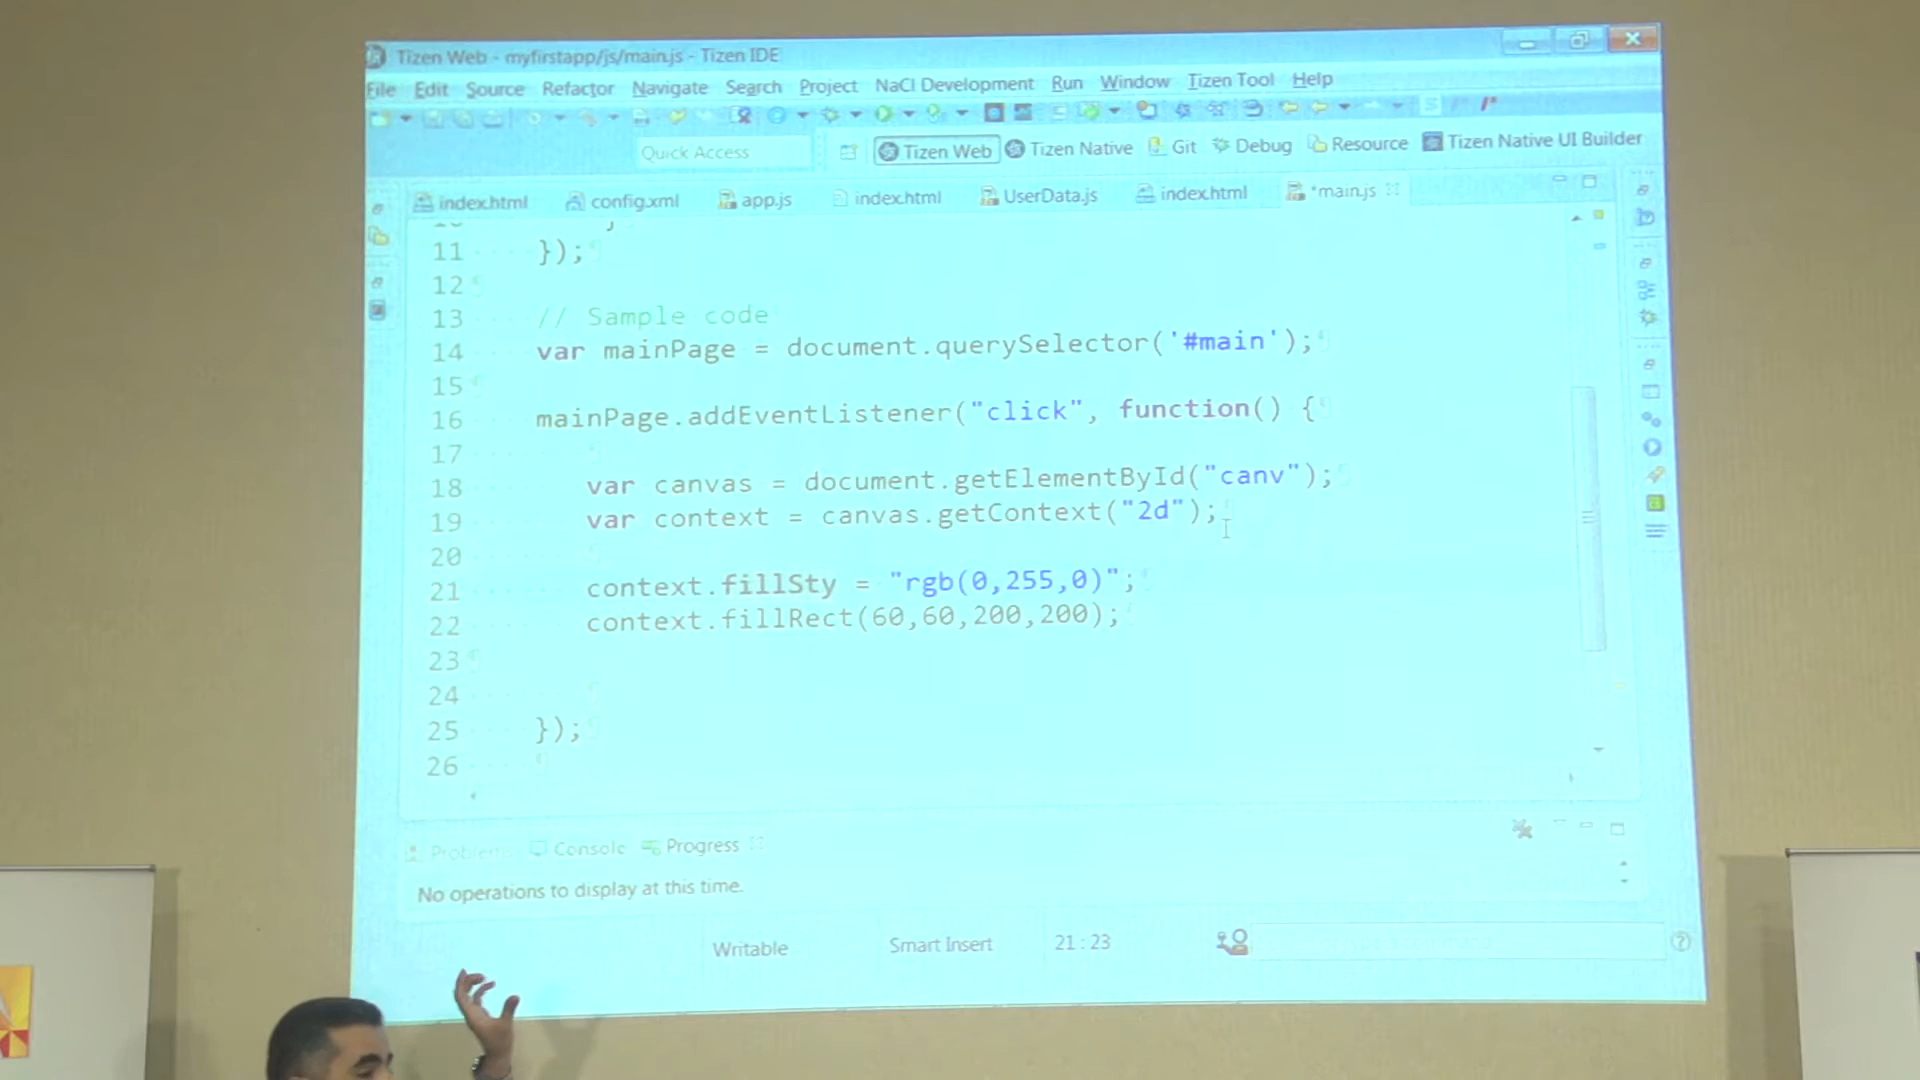 Tizen Web - myfirstapp/js/main.js - Tizen IDE
File Edit Source Refactor Navigate Search Project NaCl Development Run Window Tizen Tool Help
Quick Access Tizen Web Tizen Native Git Debug Resource Tizen Native UI Builder
index.html config.xml app.js index.html UserData.js index.html *main.js
11 });
12
13 // Sample code
14 var mainPage = document.querySelector('#main');
15
16 mainPage.addEventListener("click", function() {
17
18 var canvas = document.getElementById("canv");
19 var context = canvas.getContext("2d");
20
21 context.fillSty = "rgb(0,255,0)";
22 context.fillRect(60,60,200,200);
23
24
25 });
26
Problems Console Progress
No operations to display at this time.
Writable Smart Insert 21 : 23